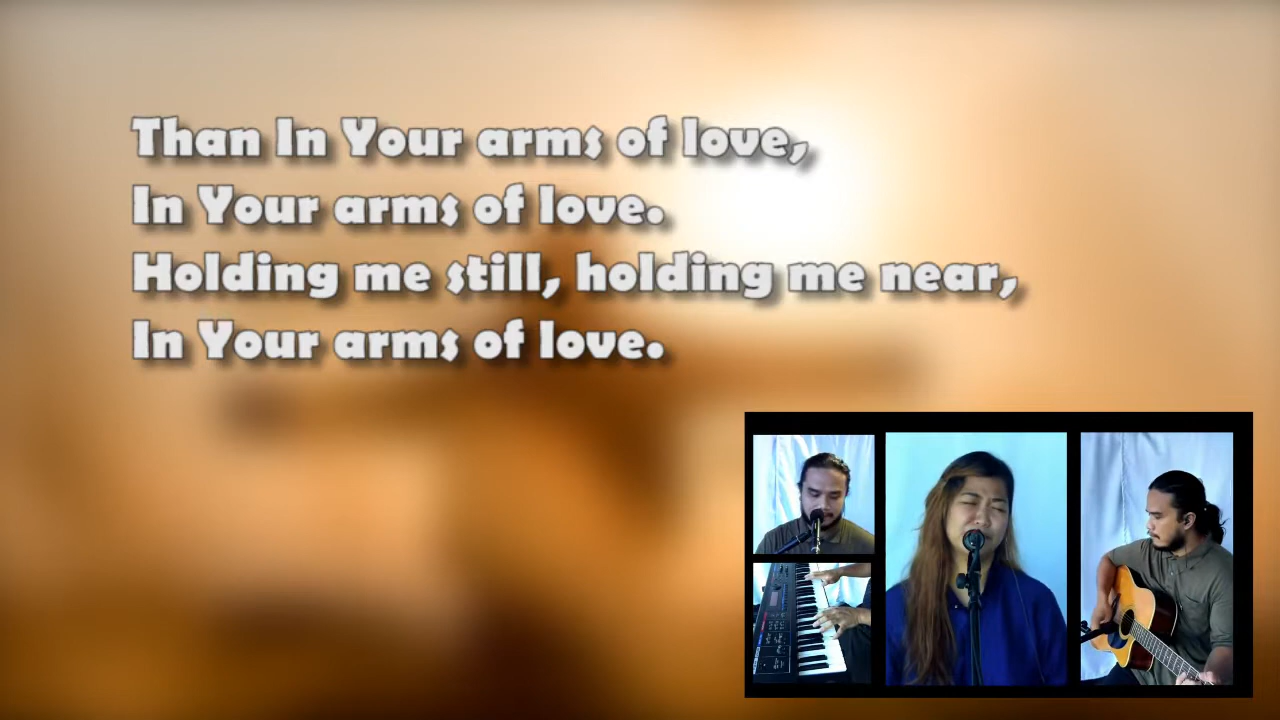 Than In Your arms of love,
In Your arms of love.
Holding me still, holding me near,
In Your arms of love.